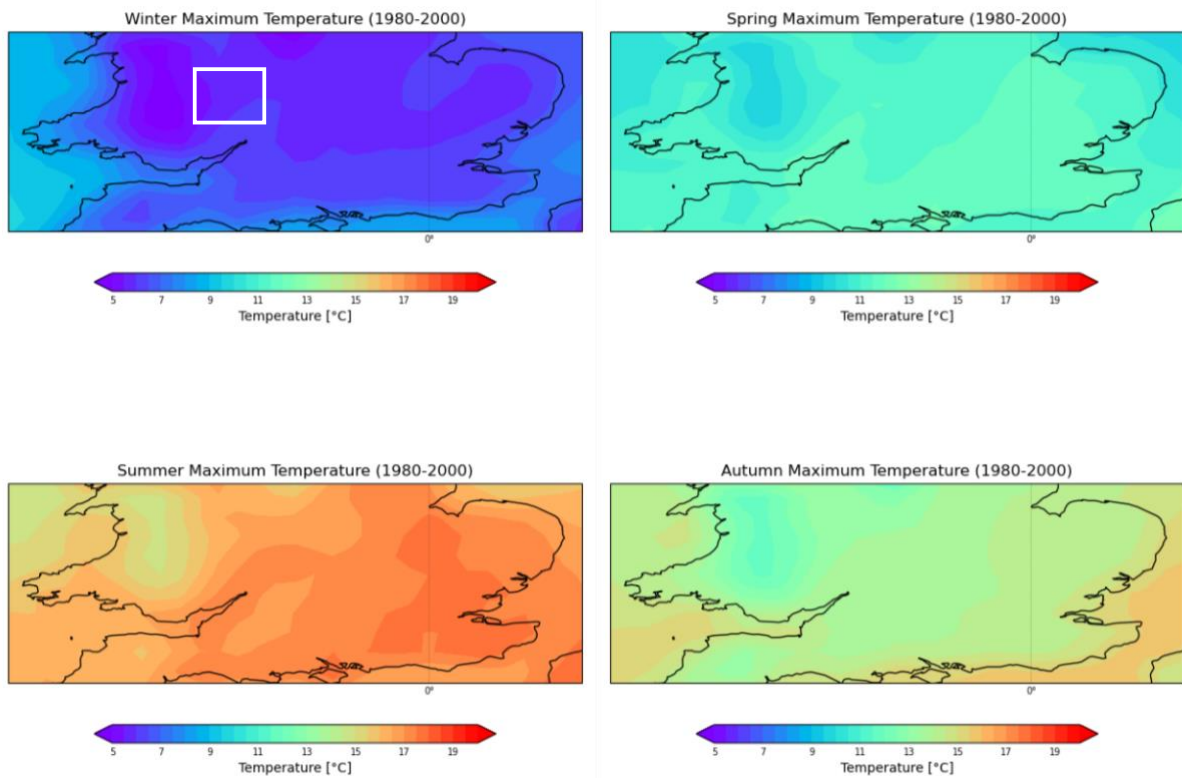 Winter Maximum Temperature (1980-2000)
0°
5 7 9 11 13 15 17 19
Temperature [°C]
Spring Maximum Temperature (1980-2000)
0°
5 7 9 11 13 15 17 19
Temperature [°C]
Summer Maximum Temperature (1980-2000)
0°
5 7 9 11 13 15 17 19
Temperature [°C]
Autumn Maximum Temperature (1980-2000)
0°
5 7 9 11 13 15 17 19
Temperature [°C]